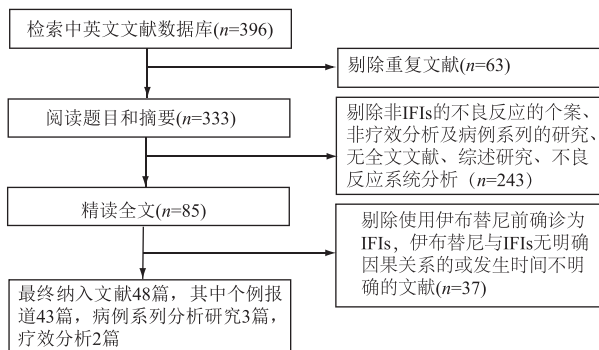 检索中英文文献数据库(n=396)
剔除重复文献(n=63)
阅读题目和摘要(n=333)
剔除非IFIs的不良反应的个案、
非疗效分析及病例系列的研究、
无全文文献、综述研究、不良
反应系统分析（n=243)
精读全文(n=85)
剔除使用伊布替尼前确诊为
IFIs，伊布替尼与IFIs无明确
因果关系的或发生时间不明
确的文献(n=37)
最终纳入文献48篇，其中个例报
道43篇，病例系列分析研究3篇，
疗效分析2篇